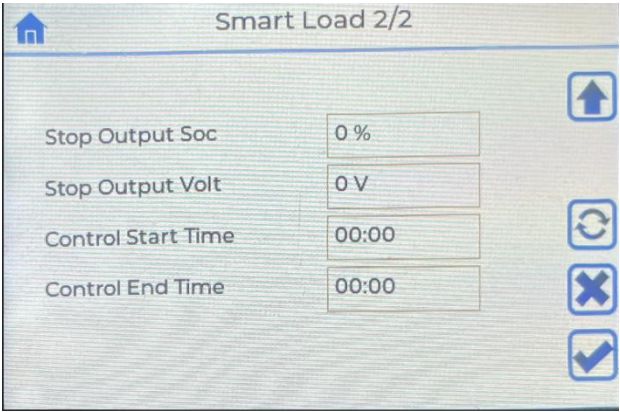 Smart Load 2/2
Stop Output Soc 0 %
Stop Output Volt 0 V
Control Start Time 00:00
Control End Time 00:00